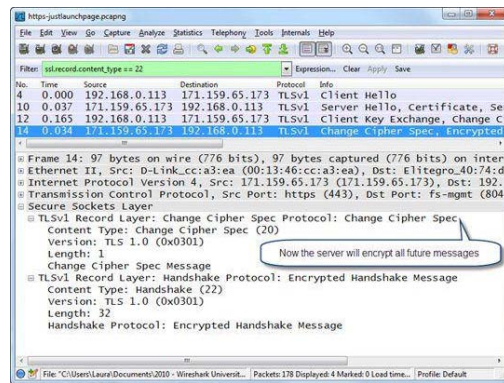 https-justlaunchpage.pcapng
File Edit View Go Capture Analyze Statistics Telephony Tools Internals Help
Filter: ssl.record.content_type == 22 Expression... Clear Apply Save
No. Time Source Destination Protocol Info
4 0.000 192.168.0.113 171.159.65.173 TLSv1 Client Hello
10 0.037 171.159.65.173 192.168.0.113 TLSv1 Server Hello, Certificate, Se
12 0.165 192.168.0.113 171.159.65.173 TLSv1 Client Key Exchange, Change C
14 0.034 171.159.65.173 192.168.0.113 TLSv1 Change Cipher Spec, Encrypted
Frame 14: 97 bytes on wire (776 bits), 97 bytes captured (776 bits) on inter
Ethernet II, Src: D-Link_cc:a3:ea (00:13:46:cc:a3:ea), Dst: Elitegro_40:74:d
Internet Protocol Version 4, Src: 171.159.65.173 (171.159.65.173), Dst: 192.
Transmission Control Protocol, Src Port: https (443), Dst Port: fs-mgmt (804
Secure Sockets Layer
TLSv1 Record Layer: Change Cipher Spec Protocol: Change Cipher Spec
Content Type: Change Cipher Spec (20)
Version: TLS 1.0 (0x0301)
Length: 1
Change Cipher Spec Message
Now the server will encrypt all future messages
TLSv1 Record Layer: Handshake Protocol: Encrypted Handshake Message
Content Type: Handshake (22)
Version: TLS 1.0 (0x0301)
Length: 32
Handshake Protocol: Encrypted Handshake Message
File: "C:\Users\Laura\Documents\2010 - Wireshark Universit... Packets: 178 Displayed: 4 Marked: 0 Load time... Profile: Default